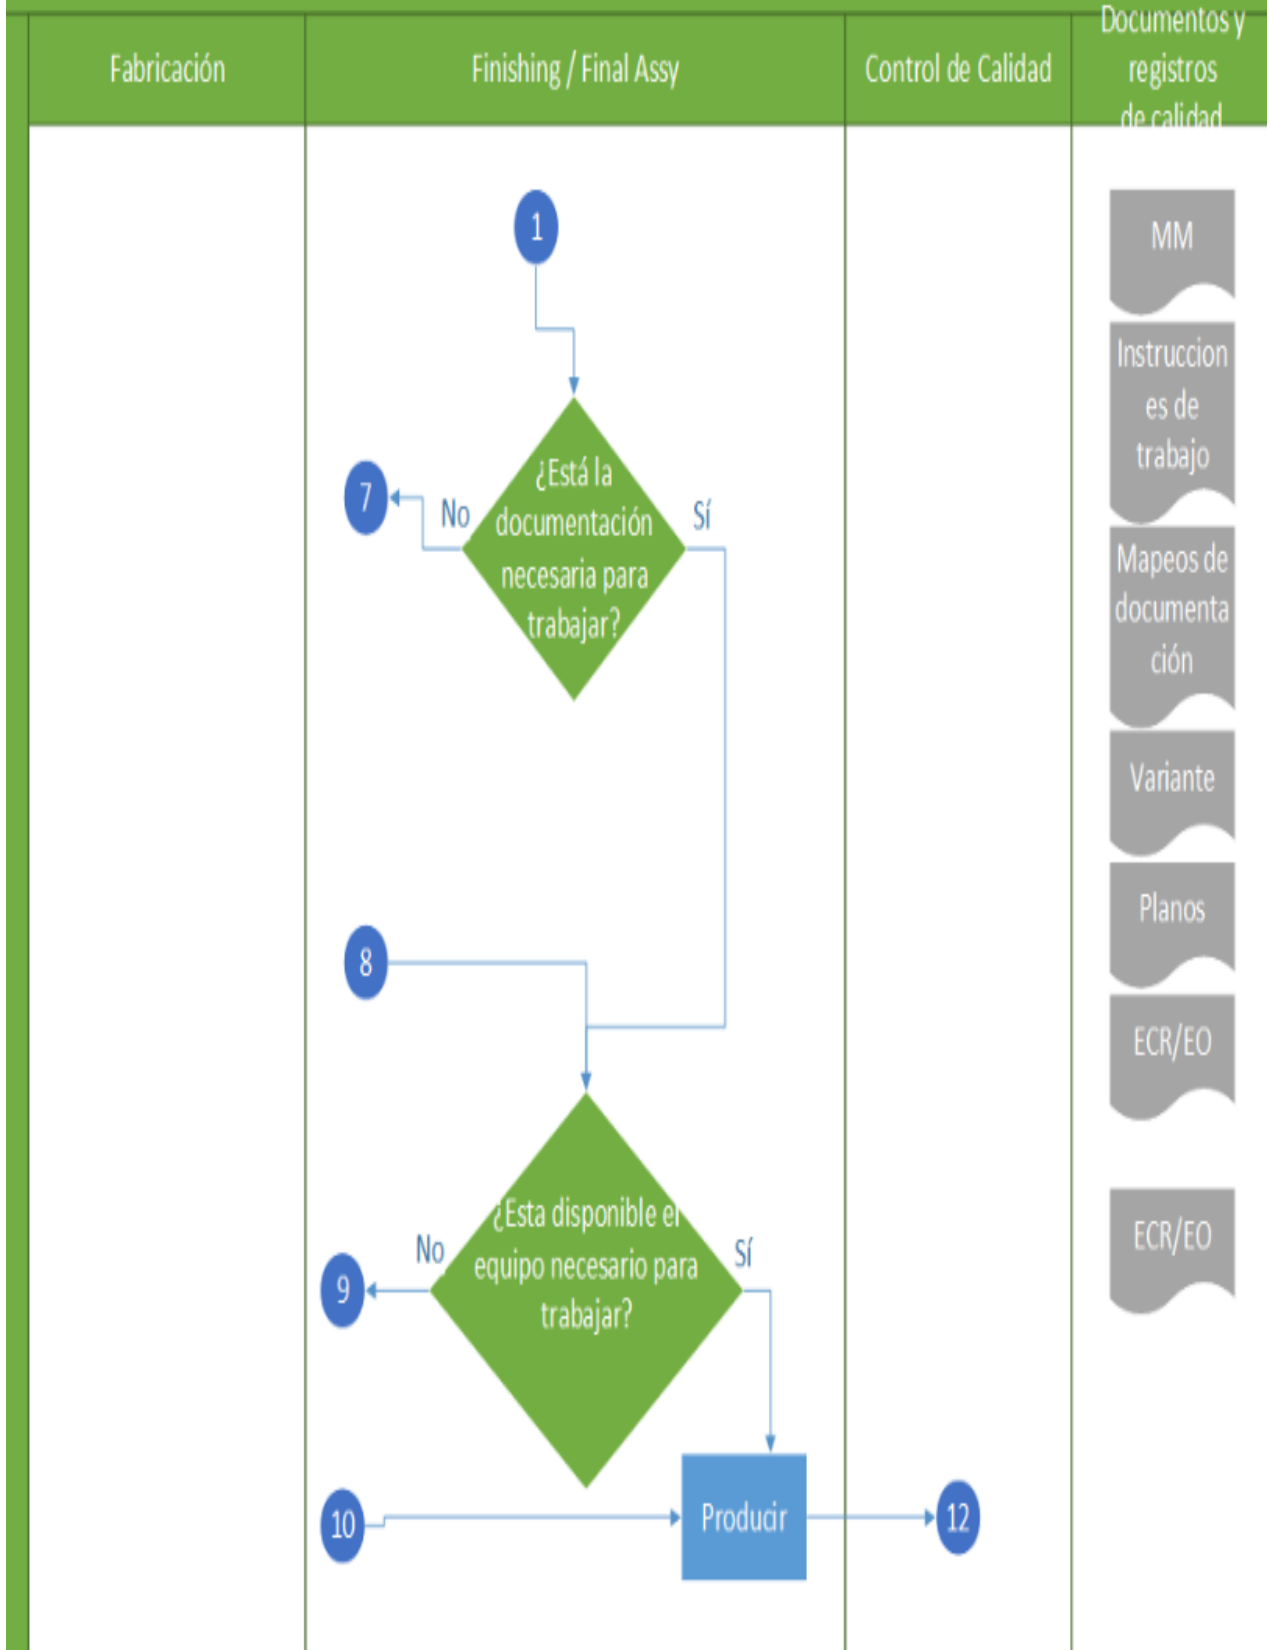 Fabricación
Finishing / Final Assy
Control de Calidad
Documentos y
registros
de calidad
1
MM
Instruccion
es de
trabajo
¿Está la
documentación
necesaria para
trabajar?
No
Sí
7
Mapeos de
documenta
ción
Variante
Planos
8
ECR/EO
¿Esta disponible el
equipo necesario para
trabajar?
No
Sí
9
ECR/EO
10
Producir
12